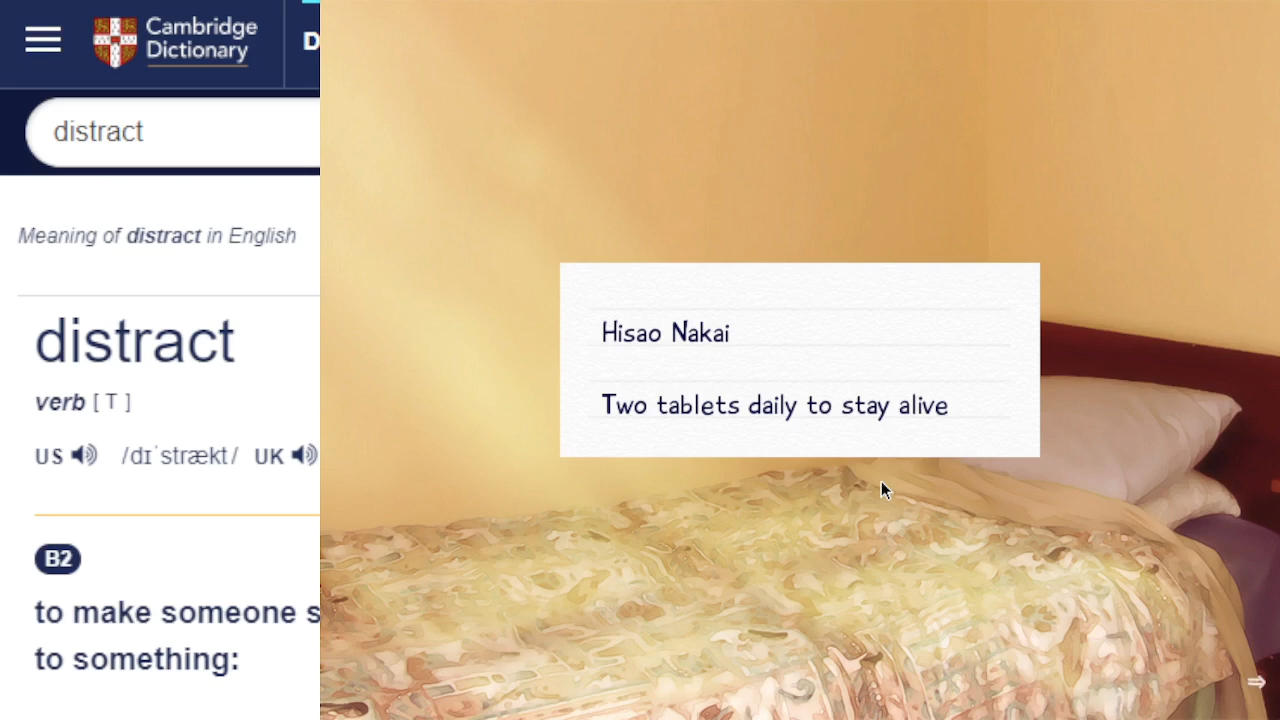 Cambridge
Dictionary
D
distract
Meaning of distract in English
distract
verb [ T ]
US /dɪˈstrækt/ UK
B2
to make someone s
to something:
Hisao Nakai
Two tablets daily to stay alive